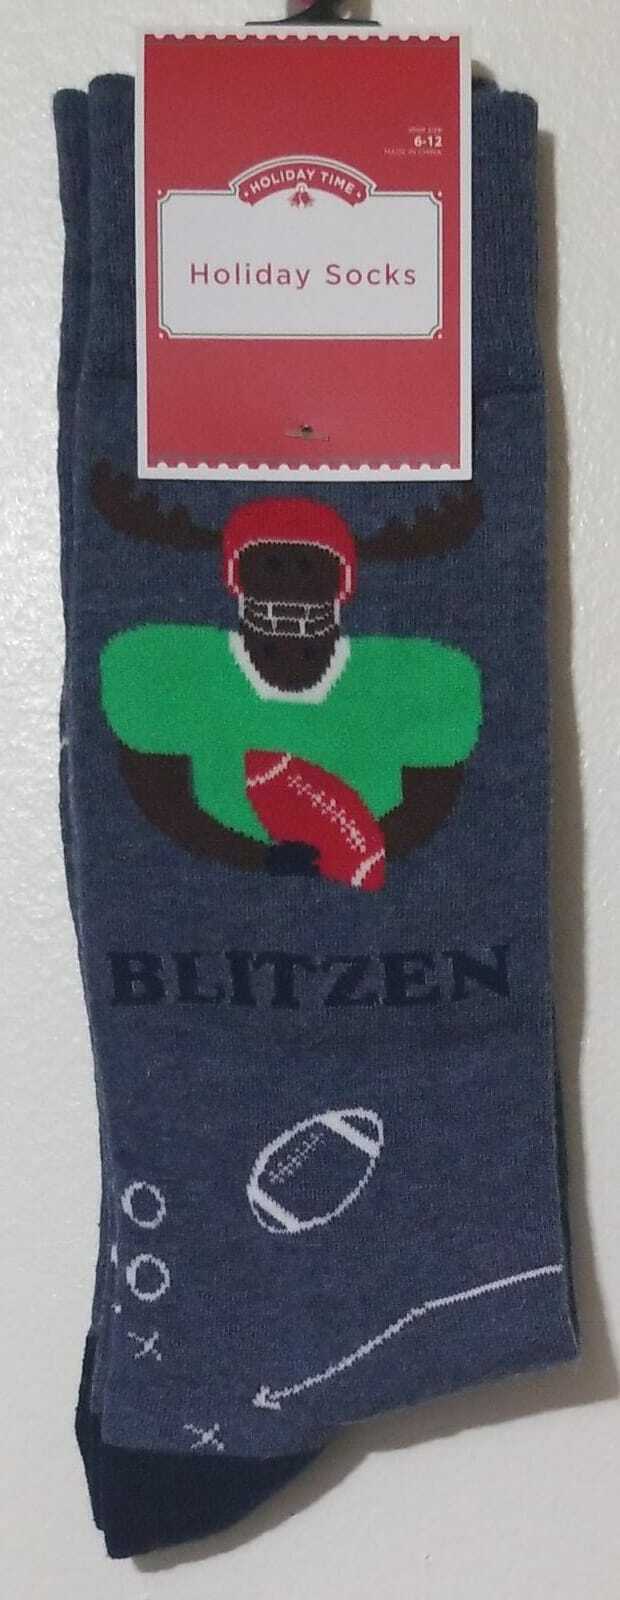 SHOE SIZE
6-12
MADE IN CHINA
HOLIDAY TIME
Holiday Socks
BLITZEN